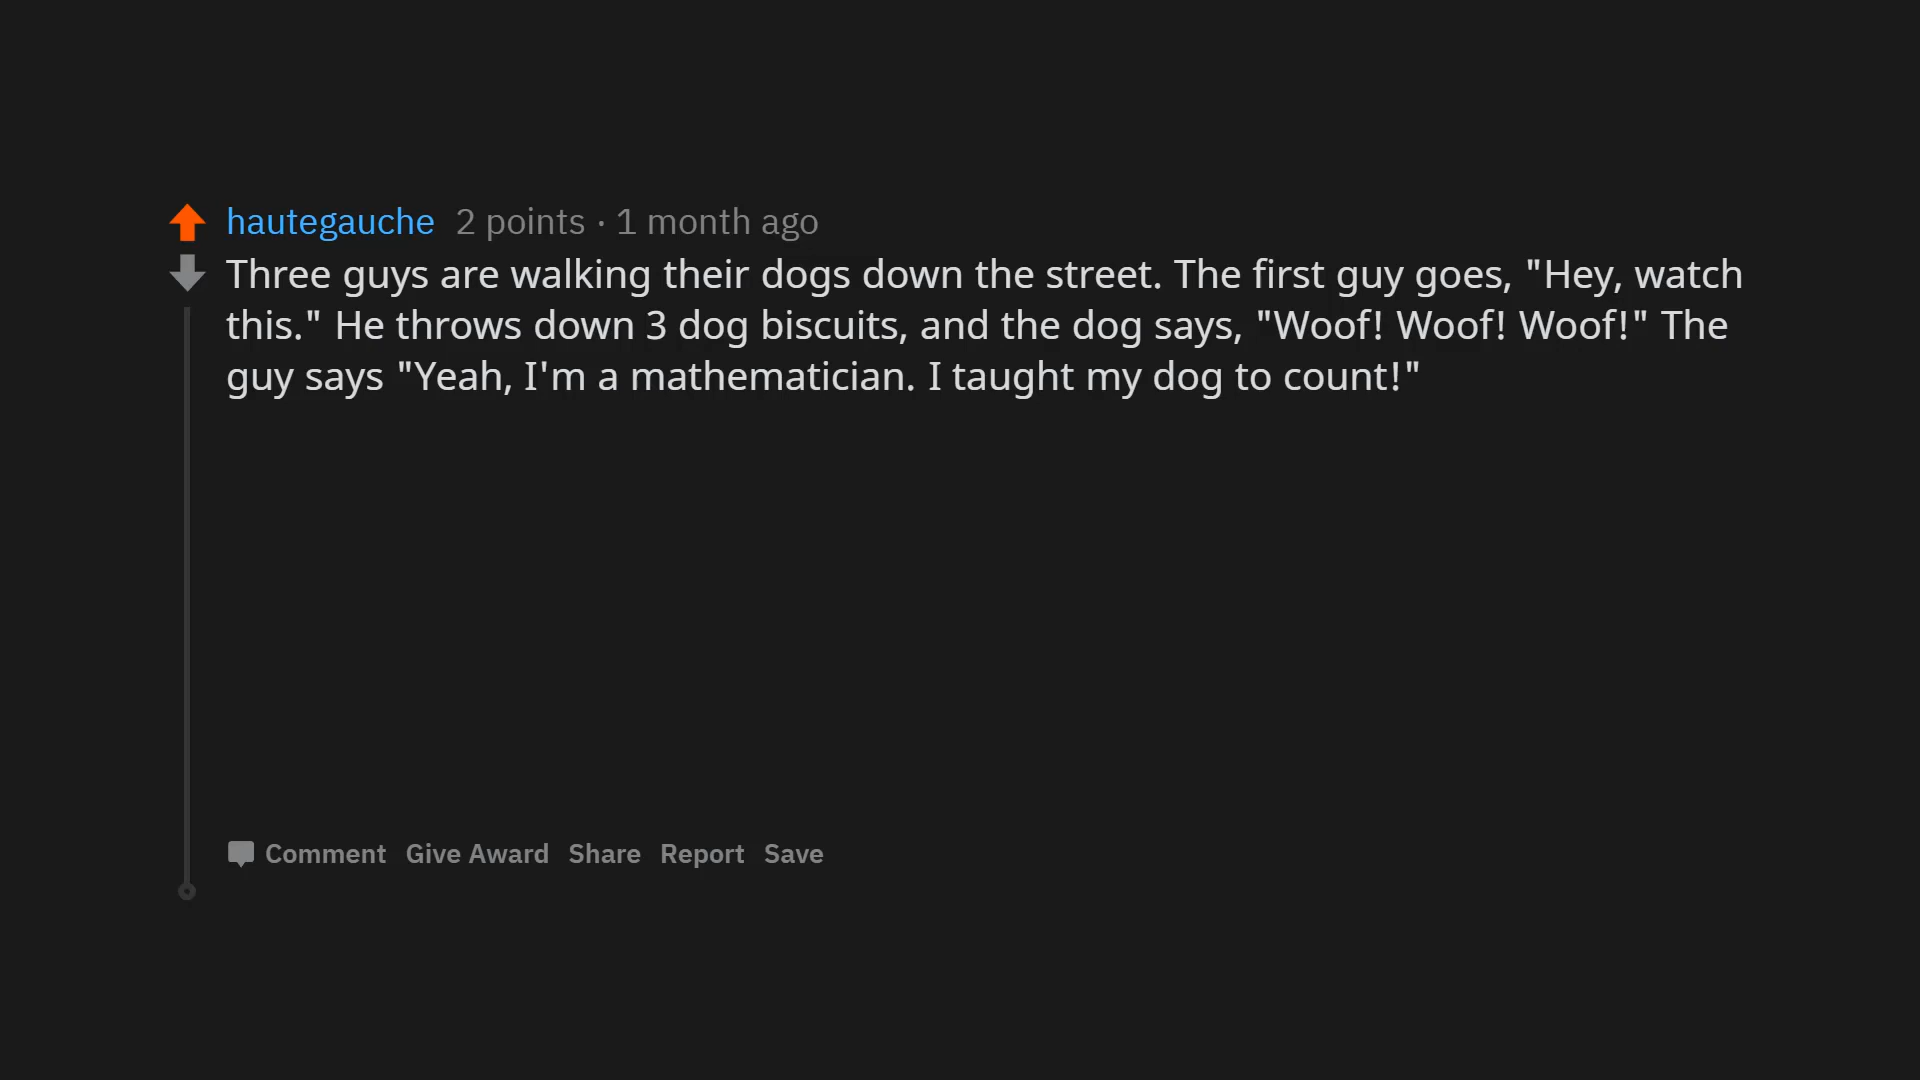 hautegauche 2 points · 1 month ago
Three guys are walking their dogs down the street. The first guy goes, "Hey, watch
this." He throws down 3 dog biscuits, and the dog says, "Woof! Woof! Woof!" The
guy says "Yeah, I'm a mathematician. I taught my dog to count!"
Comment Give Award Share Report Save